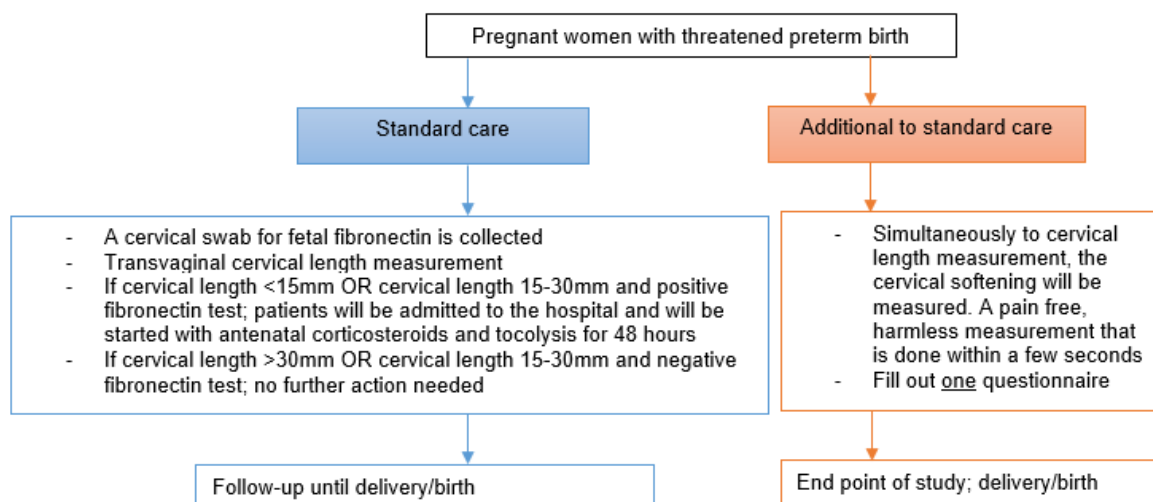 Pregnant women with threatened preterm birth
Standard care
Additional to standard care
- A cervical swab for fetal fibronectin is collected
- Transvaginal cervical length measurement
- If cervical length <15mm OR cervical length 15-30mm and positive
fibronectin test; patients will be admitted to the hospital and will be
started with antenatal corticosteroids and tocolysis for 48 hours
- If cervical length >30mm OR cervical length 15-30mm and negative
fibronectin test; no further action needed
- Simultaneously to cervical
length measurement, the
cervical softening will be
measured. A pain free,
harmless measurement that
is done within a few seconds
- Fill out one questionnaire
Follow-up until delivery/birth
End point of study; delivery/birth